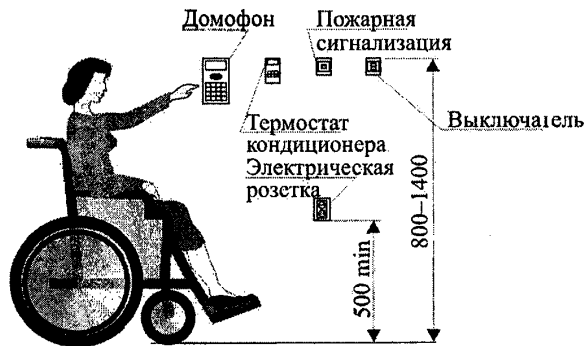 Домофон
Пожарная
сигнализация
Выключатель
Термостат
кондиционера
Электрическая
розетка
500 min
800–1400